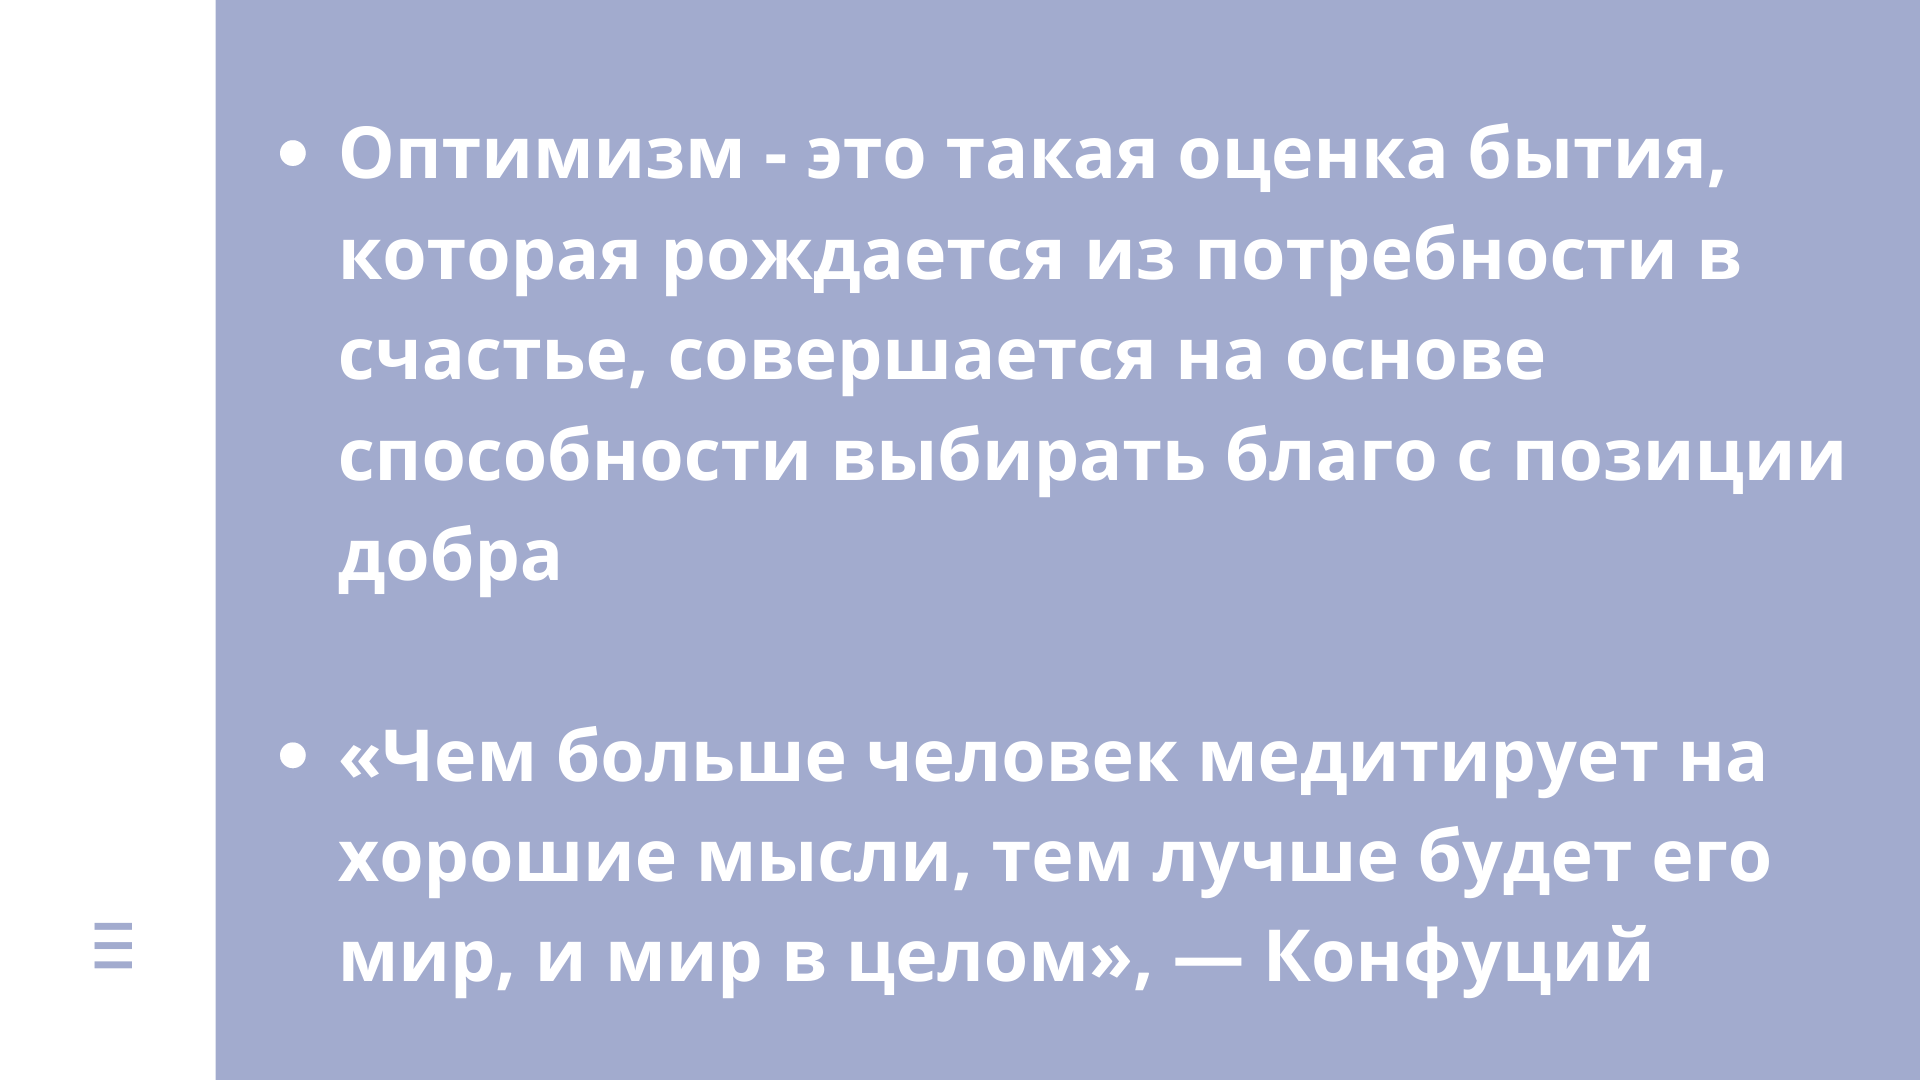 • Оптимизм - это такая оценка бытия,
которая рождается из потребности в
счастье, совершается на основе
способности выбирать благо с позиции
добра
• «Чем больше человек медитирует на
хорошие мысли, тем лучше будет его
мир, и мир в целом», — Конфуций